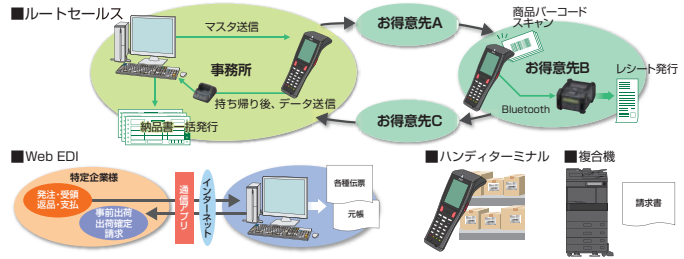 ■ルートセールス
マスタ送信
事務所
持ち帰り後、データ送信
納品書一括発行
お得意先A
お得意先C
商品バーコード
スキャン
お得意先B
レシート発行
Bluetooth
■Web EDI
特定企業様
発注・受領
返品・支払
事前出荷
出荷確定
請求
通信アプリ
インターネット
各種伝票
元帳
■ハンディターミナル
■複合機
請求書